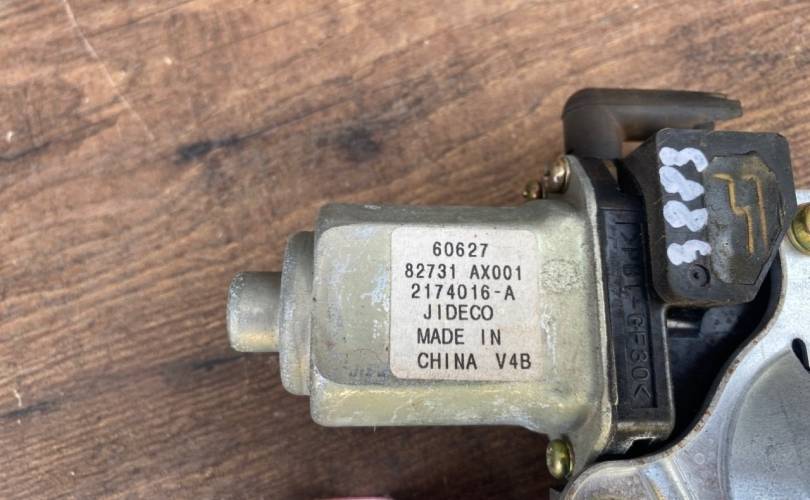 60627
82731 AX001
2174016-A
JIDECO
MADE IN
CHINA V4B